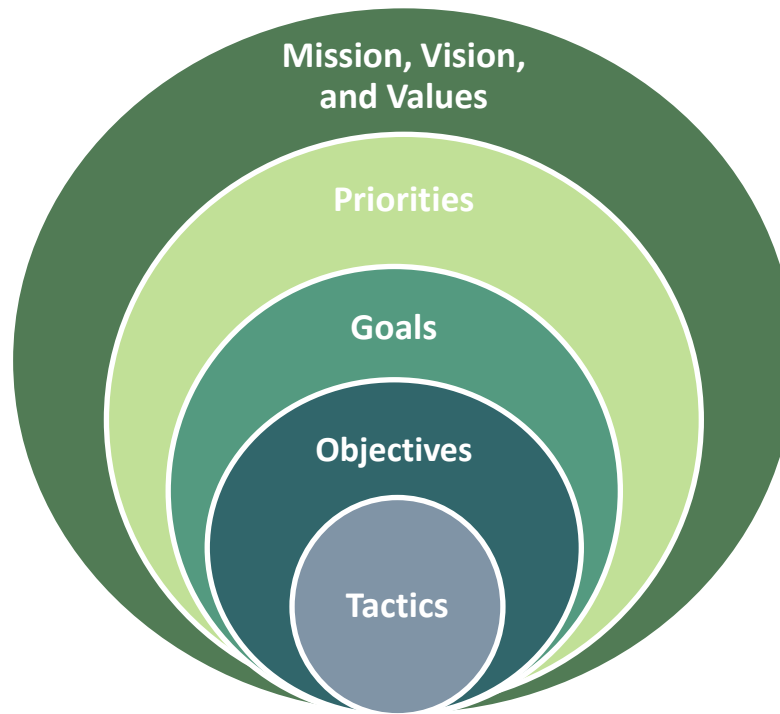 Mission, Vision,
and Values
Priorities
Goals
Objectives
Tactics